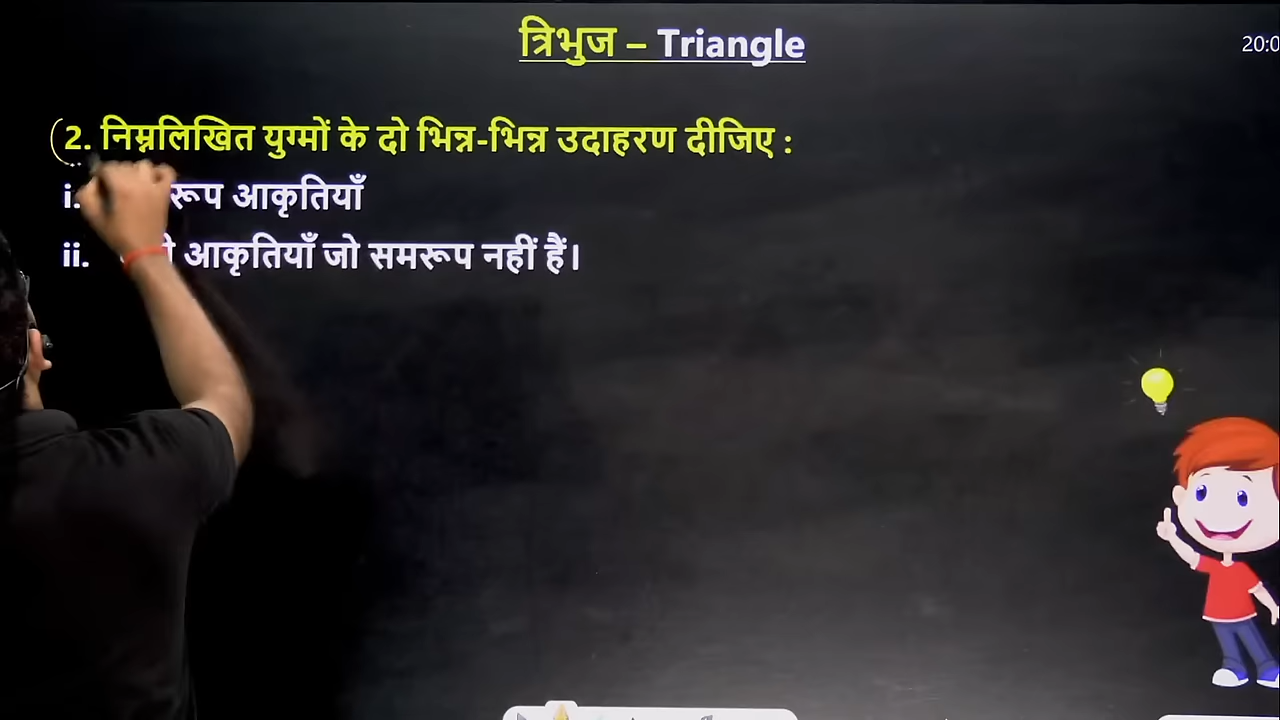 त्रिभुज – Triangle
20:0
2. निम्नलिखित युग्मों के दो भिन्न-भिन्न उदाहरण दीजिए :
i. रूप आकृतियाँ
ii. आकृतियाँ जो समरूप नहीं हैं।